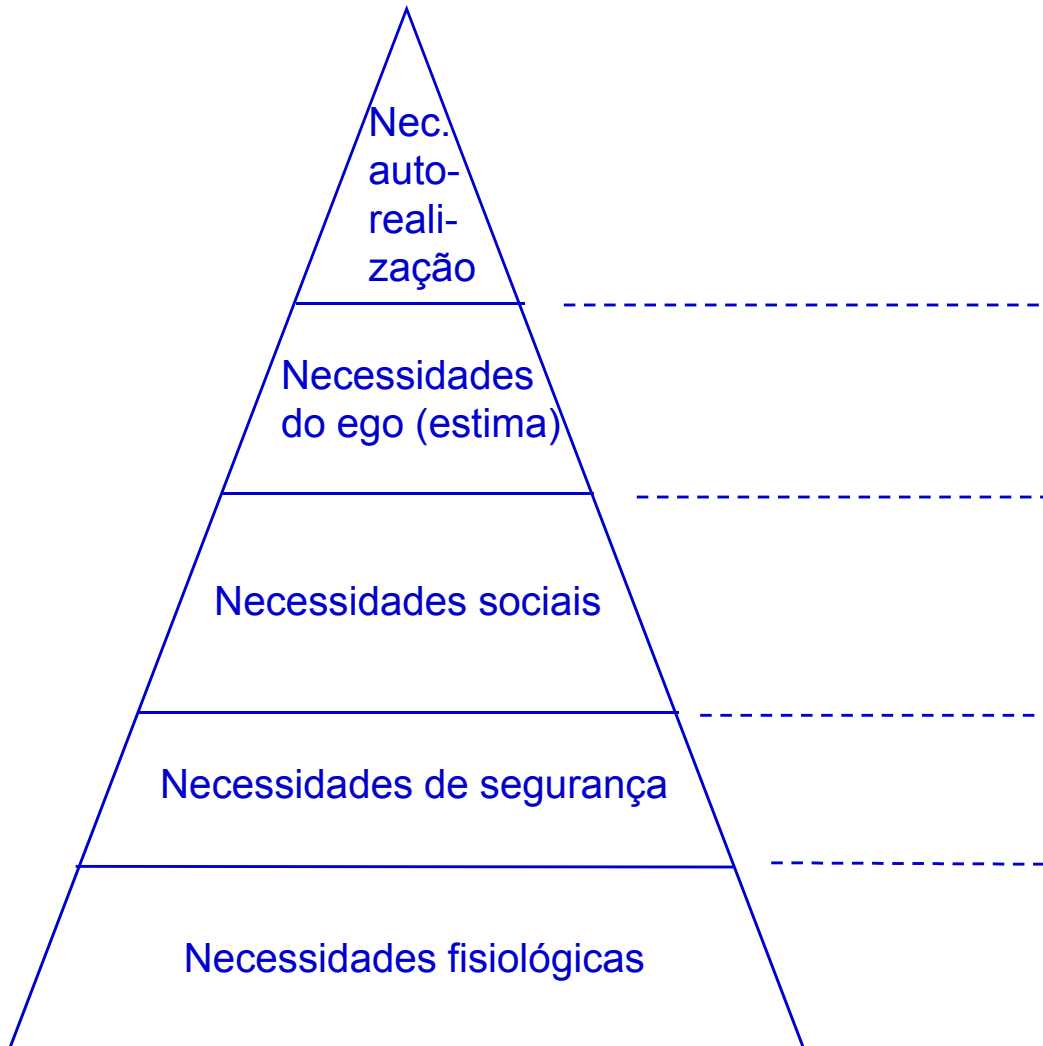 Nec.
auto-
reali-
zação
Necessidades
do ego (estima)
Necessidades sociais
Necessidades de segurança
Necessidades fisiológicas